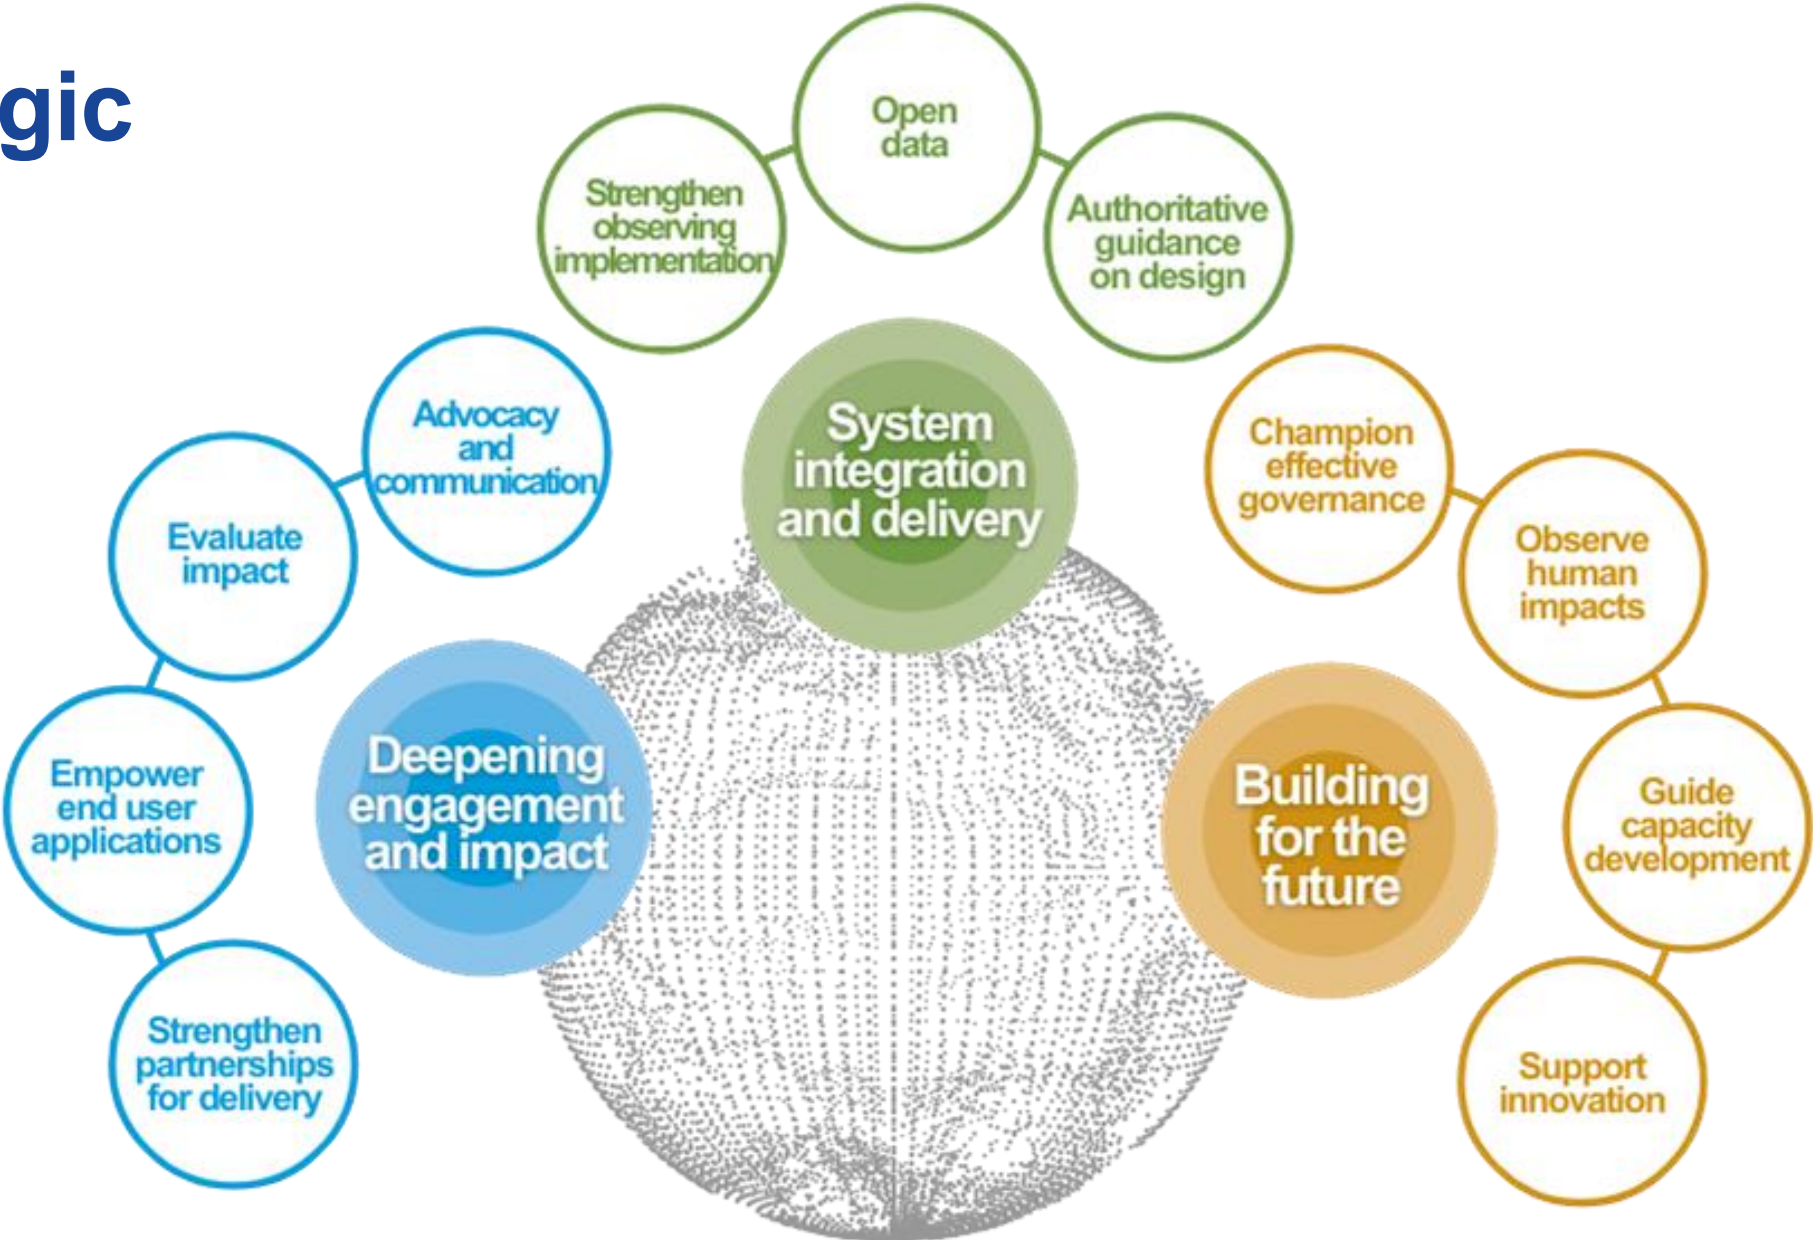 gic
Open
data
Strengthen
observing
implementation
Authoritative
guidance
on design
System
integration
and delivery
Advocacy
and
communication
Evaluate
impact
Empower
end user
applications
Strengthen
partnerships
for delivery
Deepening
engagement
and impact
Champion
effective
governance
Observe
human
impacts
Guide
capacity
development
Support
innovation
Building
for the
future